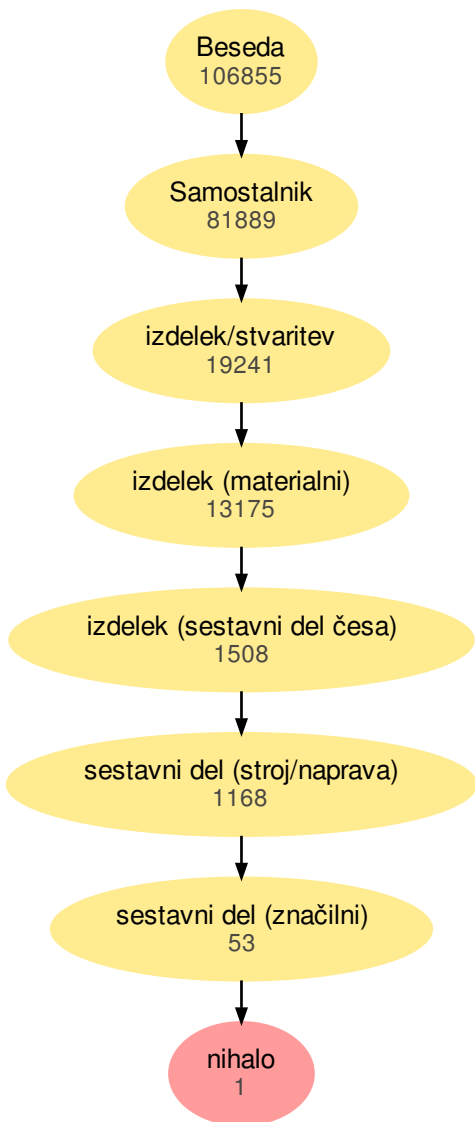 Beseda
106855
Samostalnik
81889
izdelek/stvaritev
19241
izdelek (materialni)
13175
izdelek (sestavni del česa)
1508
sestavni del (stroj/naprava)
1168
sestavni del (značilni)
53
nihalo
1